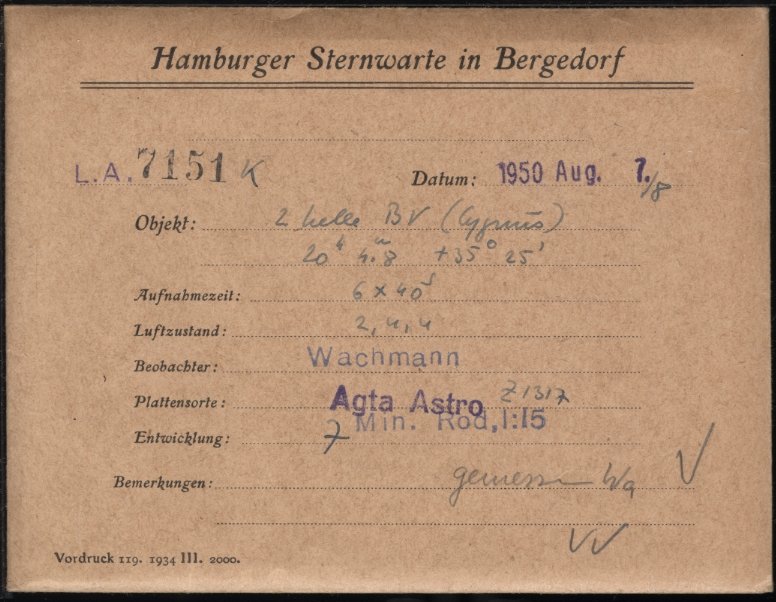 Hamburger Sternwarte in Bergedorf
L.A. 7151 K Datum: 1950 Aug. 7./8
Objekt: 2 helle BV (Cygnus)
20h 4.m8 +35° 25'
Aufnahmezeit: 6 x 40s
Luftzustand: 2, 4, 4
Beobachter: Wachmann
Plattensorte: Agfa Astro Z1317
Entwicklung: 7 Min. Rod, 1:15
Bemerkungen: gemessen Wa
Vordruck 119. 1934 III. 2000.